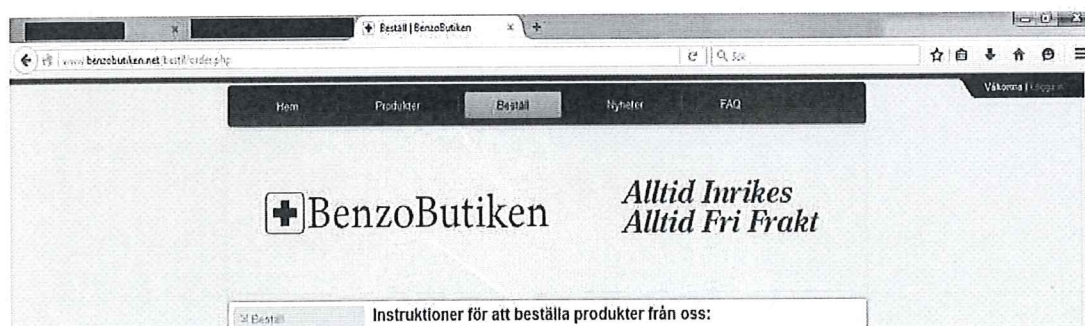 Beställ | BenzoButiken
www.benzobutiken.net
Sök
Välkomna |
Hem Produkter Beställ Nyheter FAQ
BenzoButiken
Alltid Inrikes
Alltid Fri Frakt
Beställ
Instruktioner för att beställa produkter från oss: